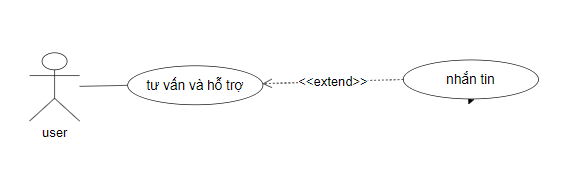 tư vấn và hỗ trợ
<<extend>>
nhắn tin
user